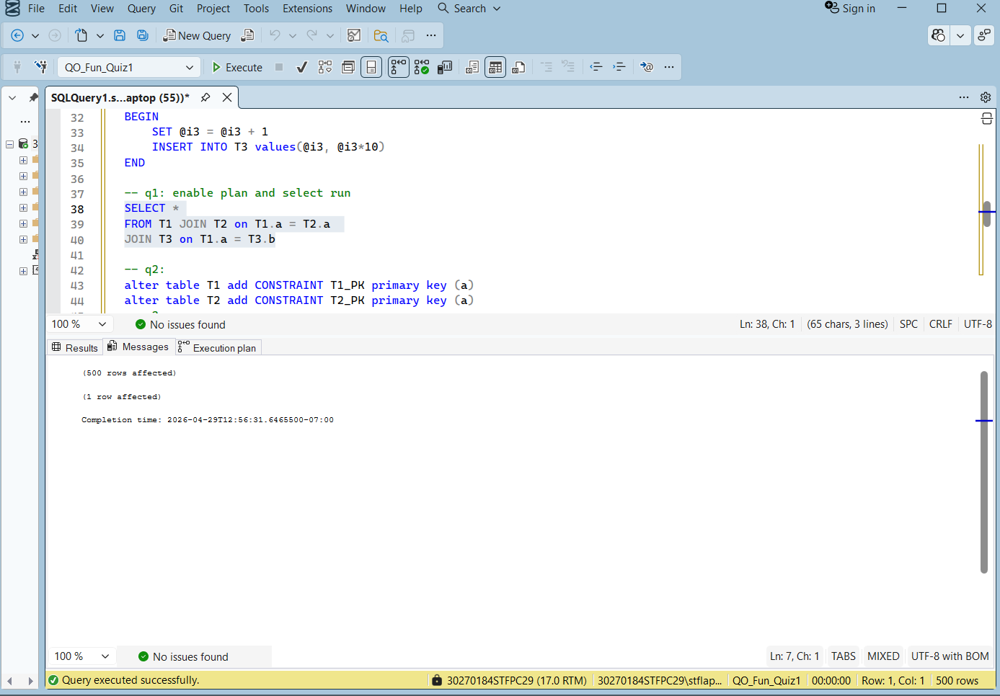 File Edit View Query Git Project Tools Extensions Window Help Search Sign in
New Query
QO_Fun_Quiz1 Execute
SQLQuery1.s...aptop (55))*
3
32 BEGIN
33 SET @i3 = @i3 + 1
34 INSERT INTO T3 values(@i3, @i3*10)
35 END
36
37 -- q1: enable plan and select run
38 SELECT *
39 FROM T1 JOIN T2 on T1.a = T2.a
40 JOIN T3 on T1.a = T3.b
41
42 -- q2:
43 alter table T1 add CONSTRAINT T1_PK primary key (a)
44 alter table T2 add CONSTRAINT T2_PK primary key (a)
100 % No issues found Ln: 38, Ch: 1 (65 chars, 3 lines) SPC CRLF UTF-8
Results Messages Execution plan
(500 rows affected)
(1 row affected)
Completion time: 2026-04-29T12:56:31.6465500-07:00
100 % No issues found Ln: 7, Ch: 1 TABS MIXED UTF-8 with BOM
Query executed successfully. 30270184STFPC29 (17.0 RTM) 30270184STFPC29\stflap... QO_Fun_Quiz1 00:00:00 Row: 1, Col: 1 500 rows